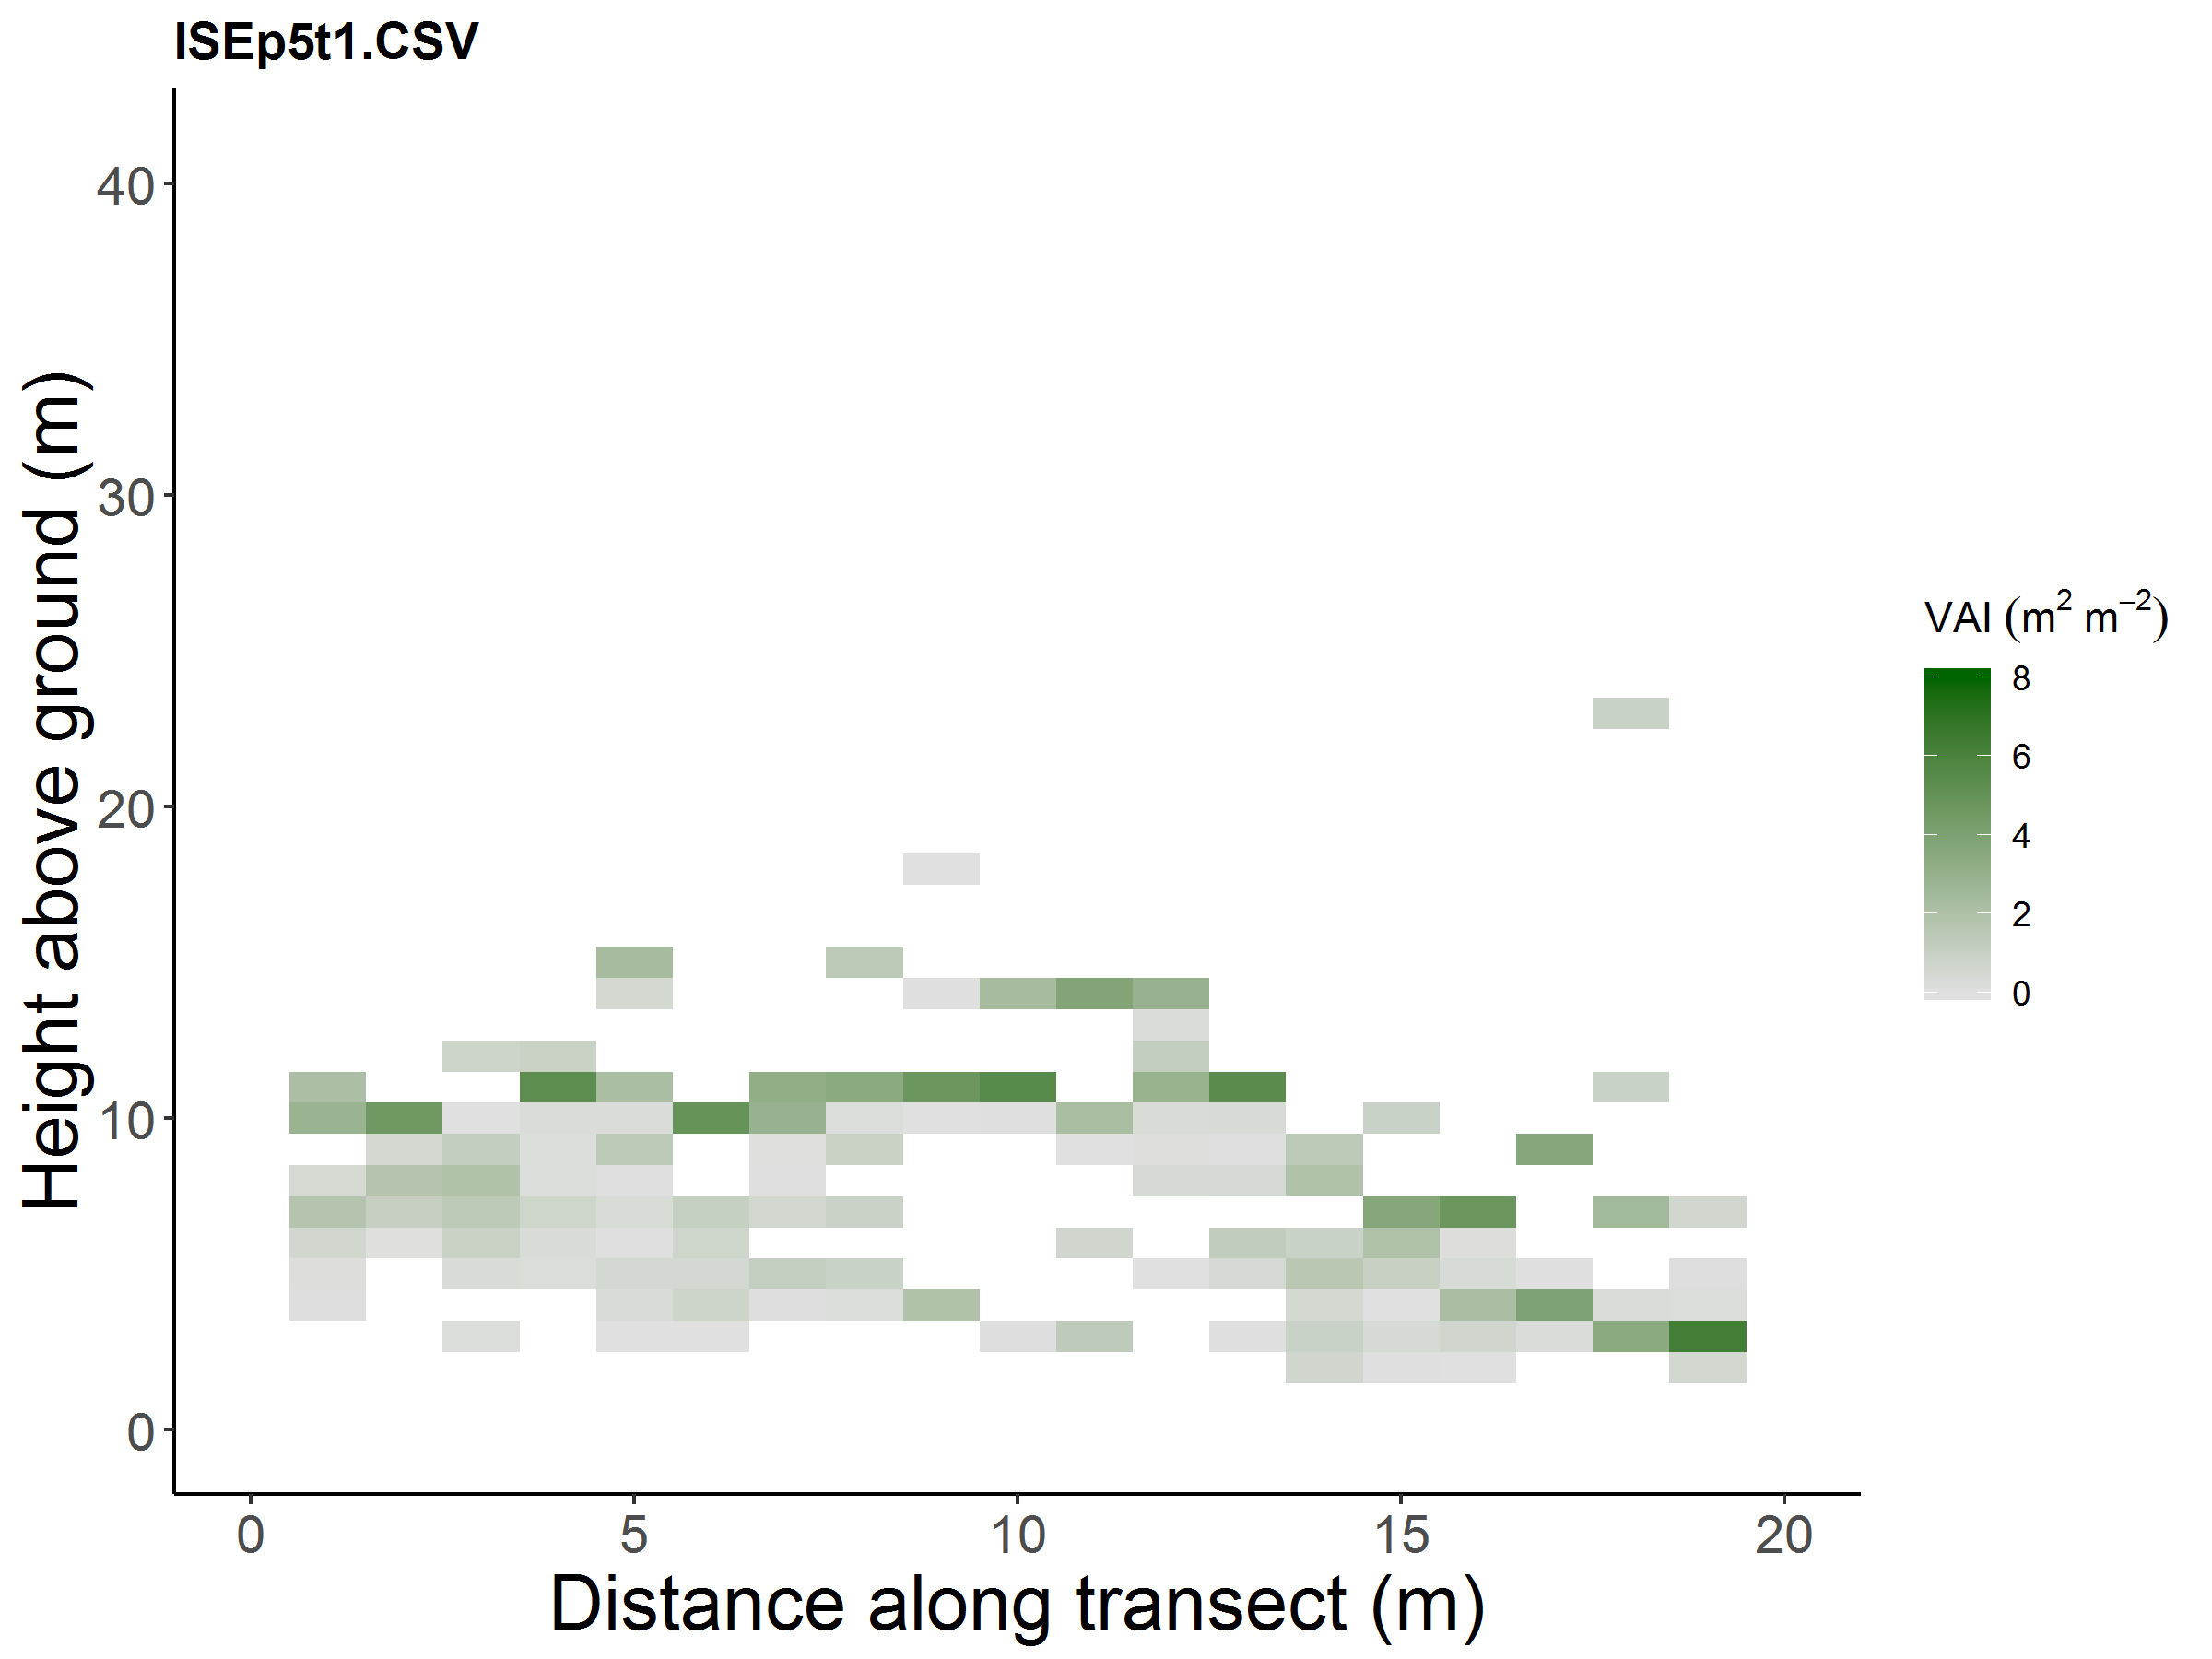 ISEp5t1.CSV
Height above ground (m)
40
30
20
10
0
0 5 10 15 20
Distance along transect (m)
VAI (m² m⁻²)
8
6
4
2
0